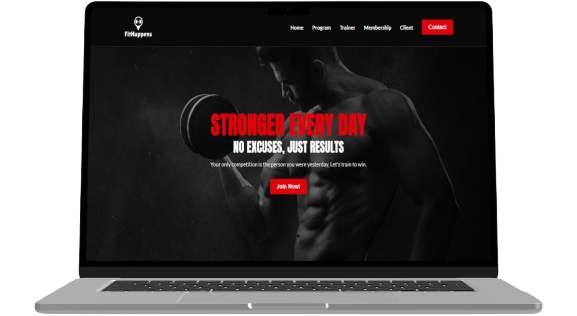 FitHappens
Home Program Trainer Membership Client Contact
STRONGER EVERY DAY
NO EXCUSES, JUST RESULTS
Your only competition is the person you were yesterday. Let's train to win.
Join Now!